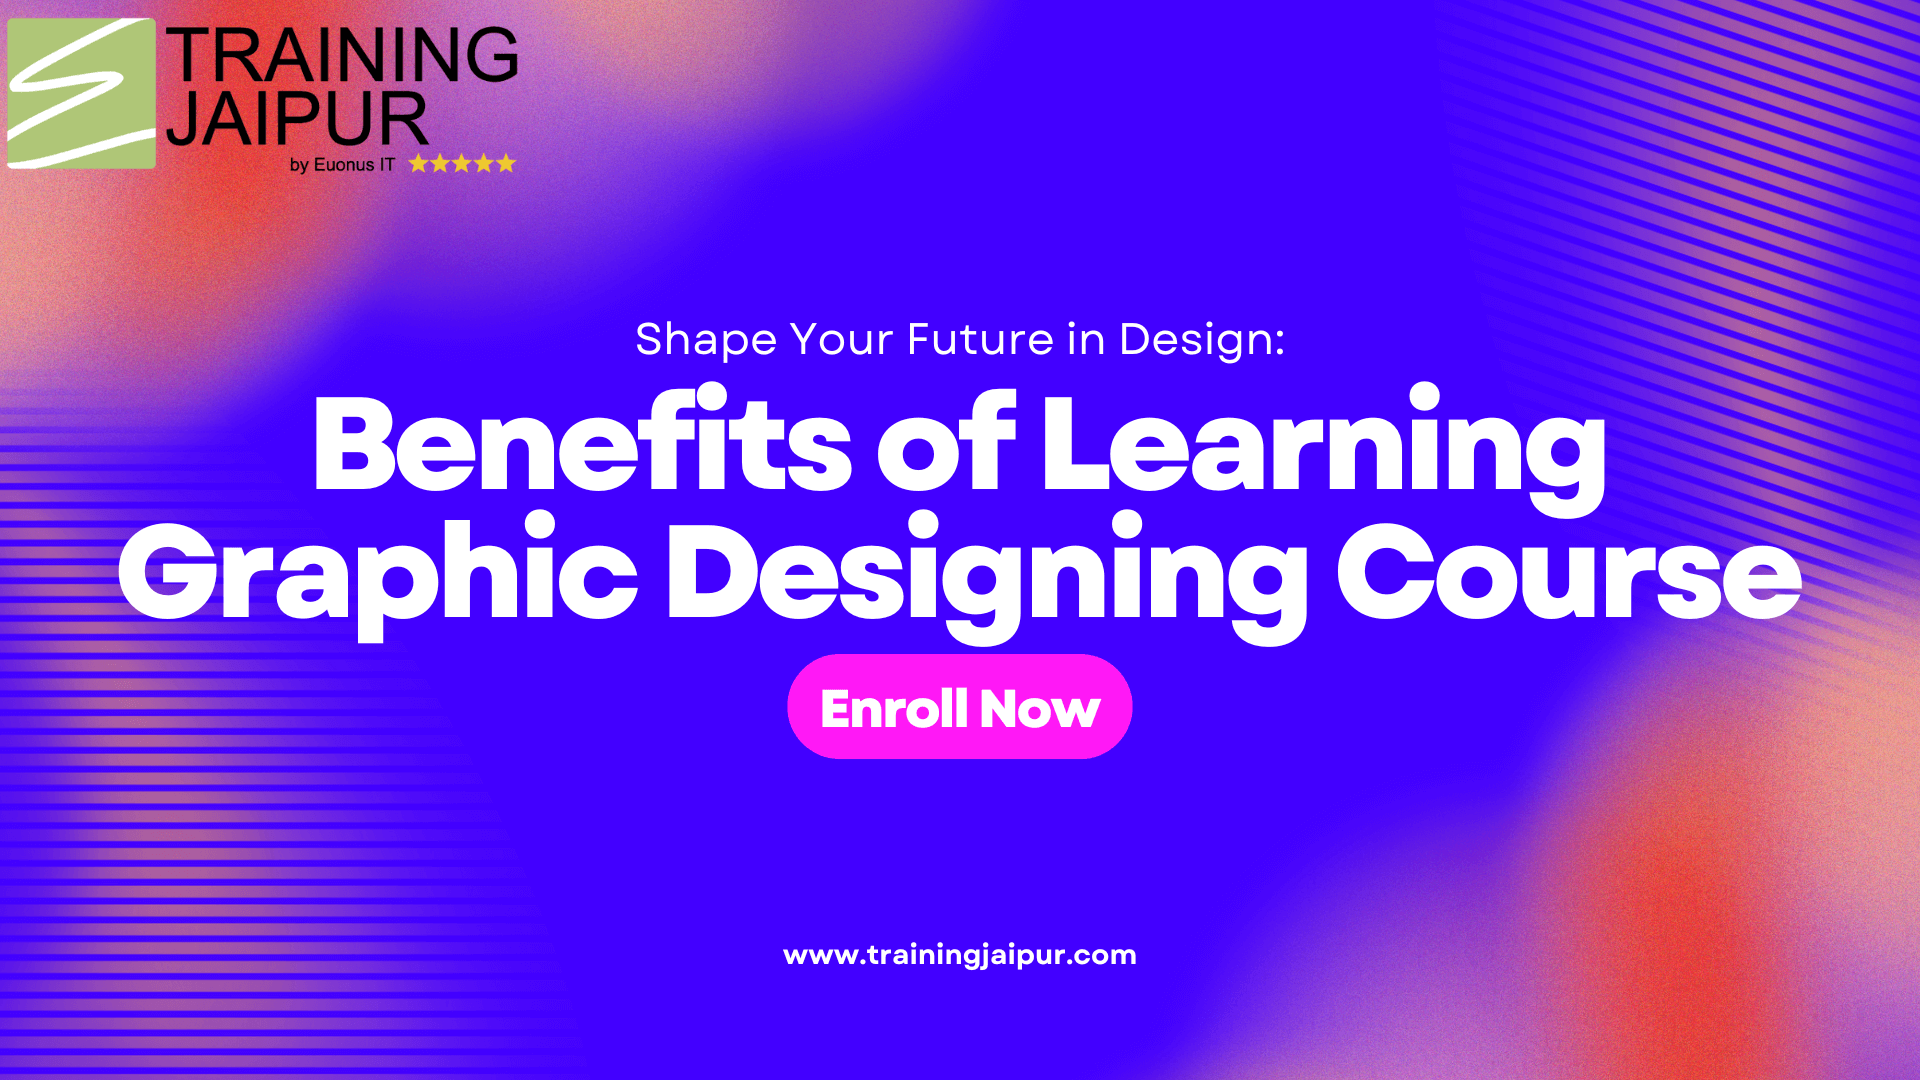 TRAINING
JAIPUR
by Euonus IT
Shape Your Future in Design:
Benefits of Learning
Graphic Designing Course
Enroll Now
www.trainingjaipur.com